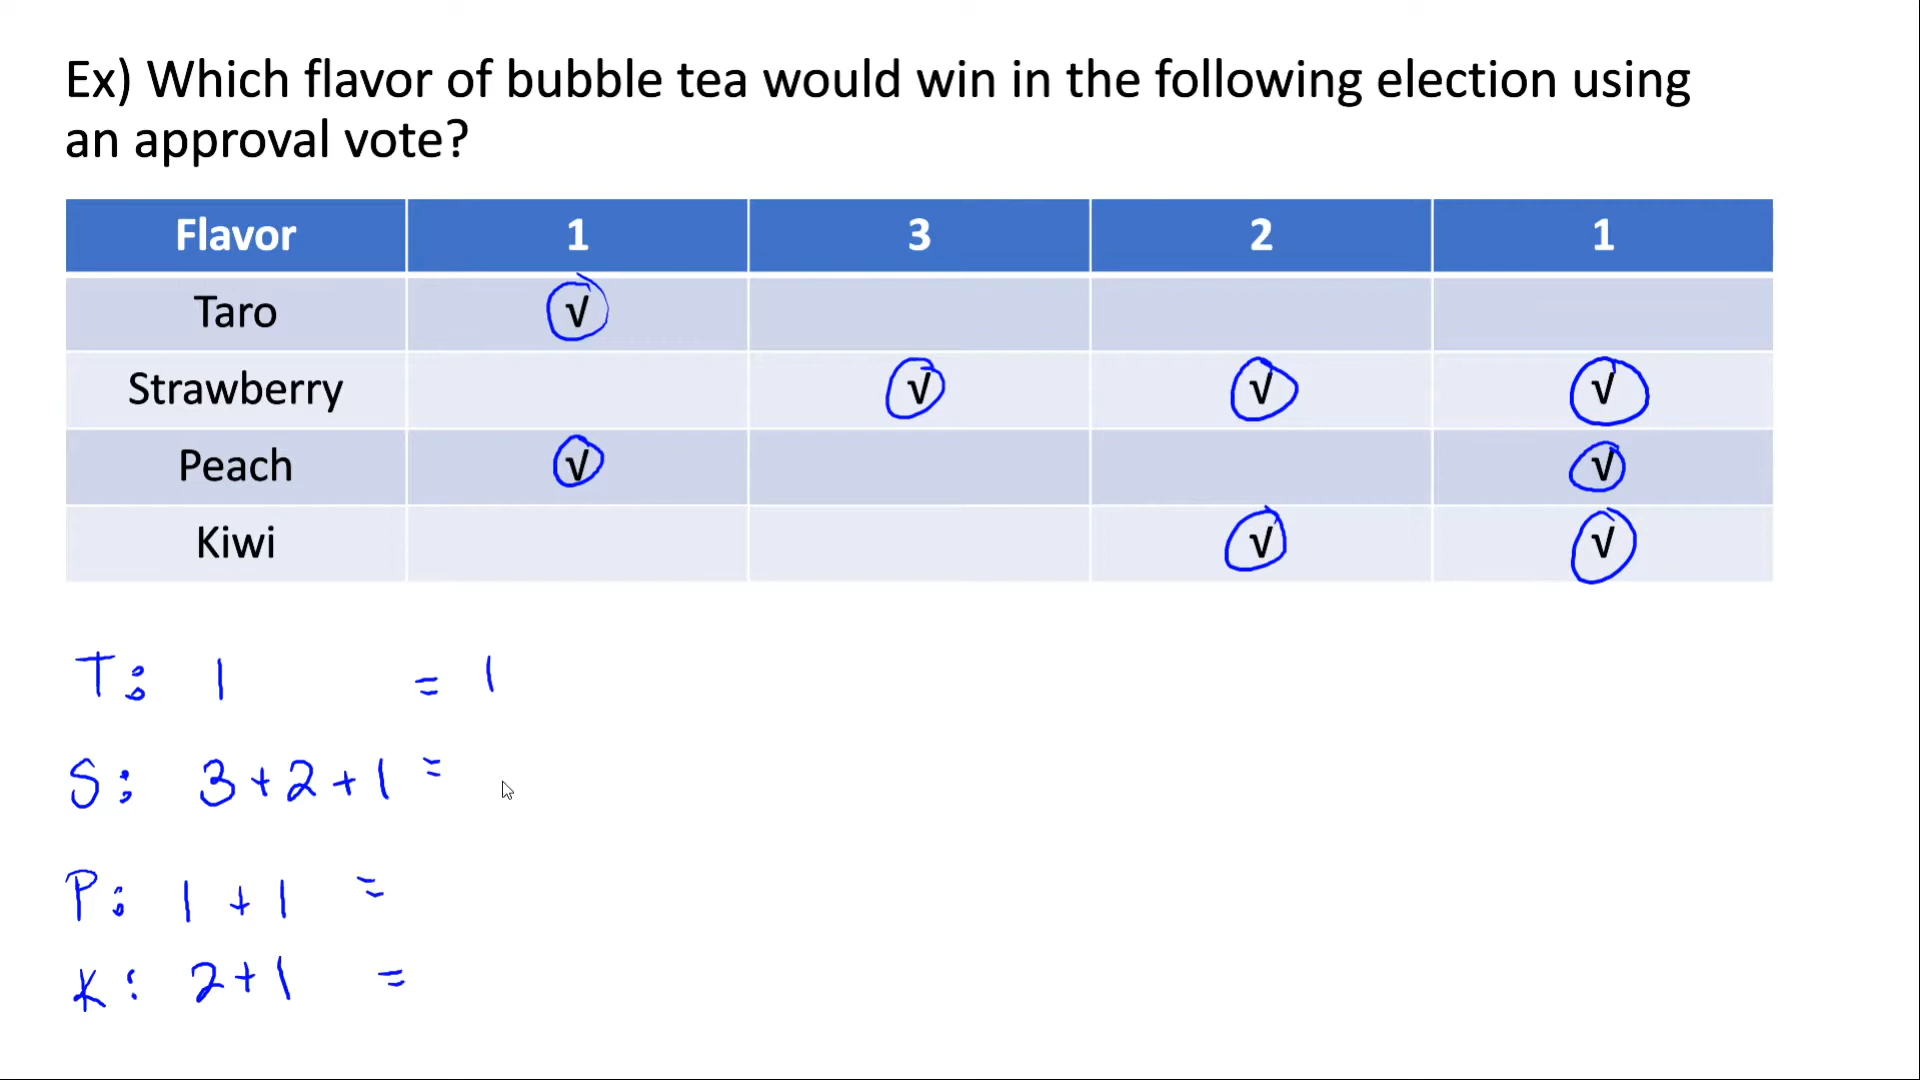 Ex) Which flavor of bubble tea would win in the following election using
an approval vote?
Flavor 1 3 2 1
Taro √
Strawberry √ √ √
Peach √ √
Kiwi √ √
T: 1 = 1
S: 3+2+1 =
P: 1 + 1 =
K: 2+1 =